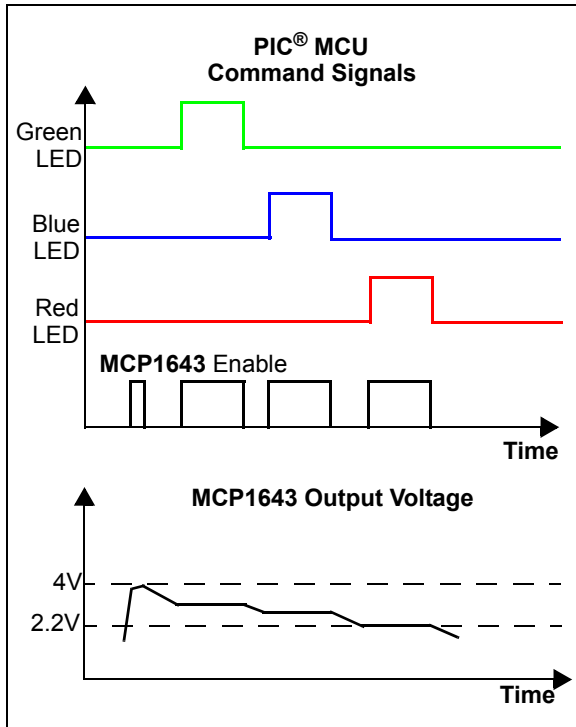 PIC® MCU
Command Signals
Green
LED
Blue
LED
Red
LED
MCP1643 Enable
Time
MCP1643 Output Voltage
4V
2.2V
Time